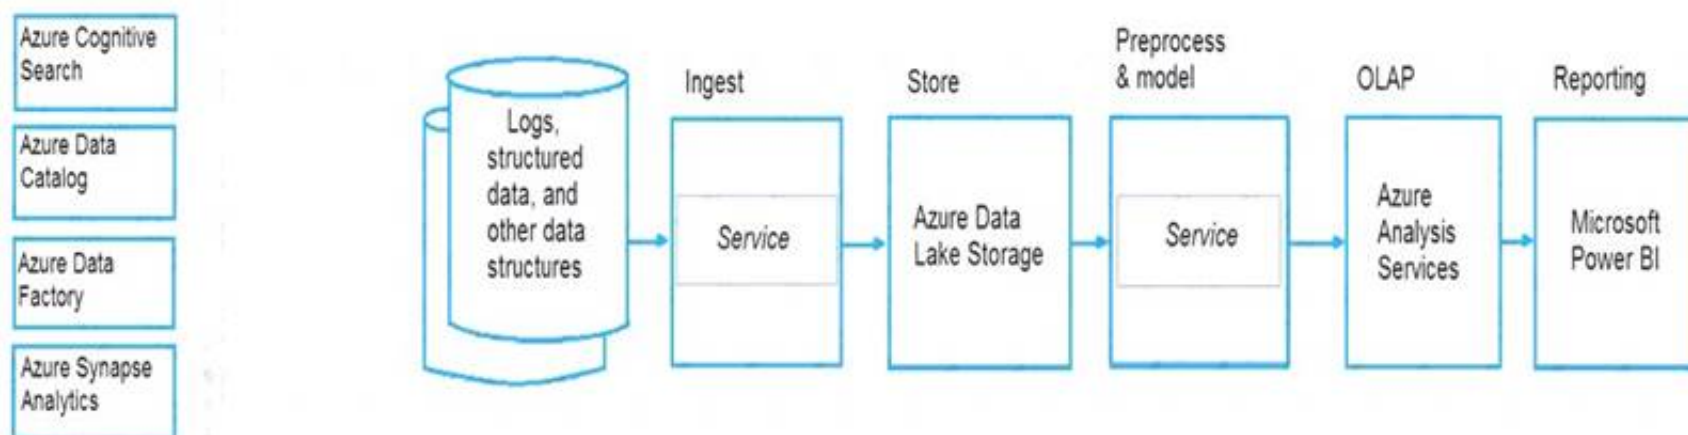 Azure Cognitive
Search
Azure Data
Catalog
Azure Data
Factory
Azure Synapse
Analytics
Logs,
structured
data, and
other data
structures
Ingest
Service
Store
Azure Data
Lake Storage
Preprocess
& model
Service
OLAP
Azure
Analysis
Services
Reporting
Microsoft
Power BI